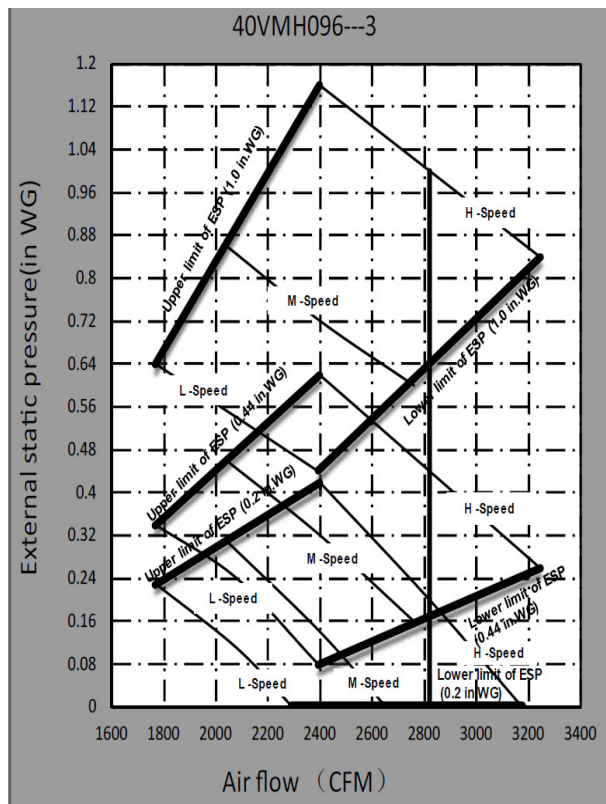 40VMH096---3
External static pressure(in WG)
1.2
1.12
1.04
0.96
0.88
0.8
0.72
0.64
0.56
0.48
0.4
0.32
0.24
0.16
0.08
0
Upper limit of ESP (1.0 in.WG)
H -Speed
M -Speed
Lower limit of ESP (1.0 in.WG)
L -Speed
Upper limit of ESP (0.44 in.WG)
Upper limit of ESP (0.2 in.WG)
H -Speed
M -Speed
L -Speed
Lower limit of ESP
(0.44 in WG)
H -Speed
L -Speed
M -Speed
Lower limit of ESP
(0.2 in WG)
1600 1800 2000 2200 2400 2600 2800 3000 3200 3400
Air flow （CFM）